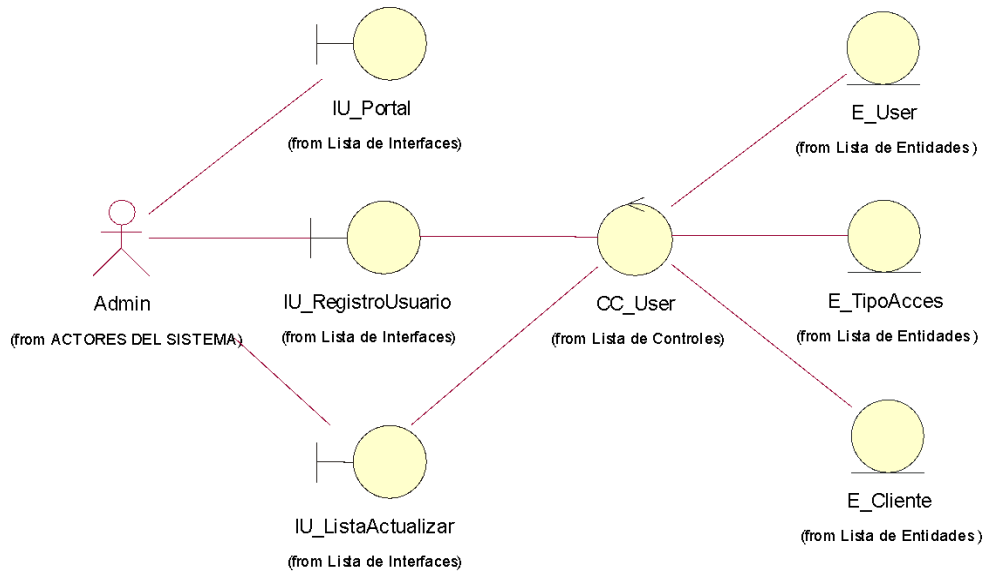 IU_Portal
(from Lista de Interfaces)
E_User
(from Lista de Entidades )
Admin
(from ACTORES DEL SISTEMA)
IU_RegistroUsuario
(from Lista de Interfaces)
CC_User
(from Lista de Controles)
E_TipoAcces
(from Lista de Entidades )
IU_ListaActualizar
(from Lista de Interfaces)
E_Cliente
(from Lista de Entidades )